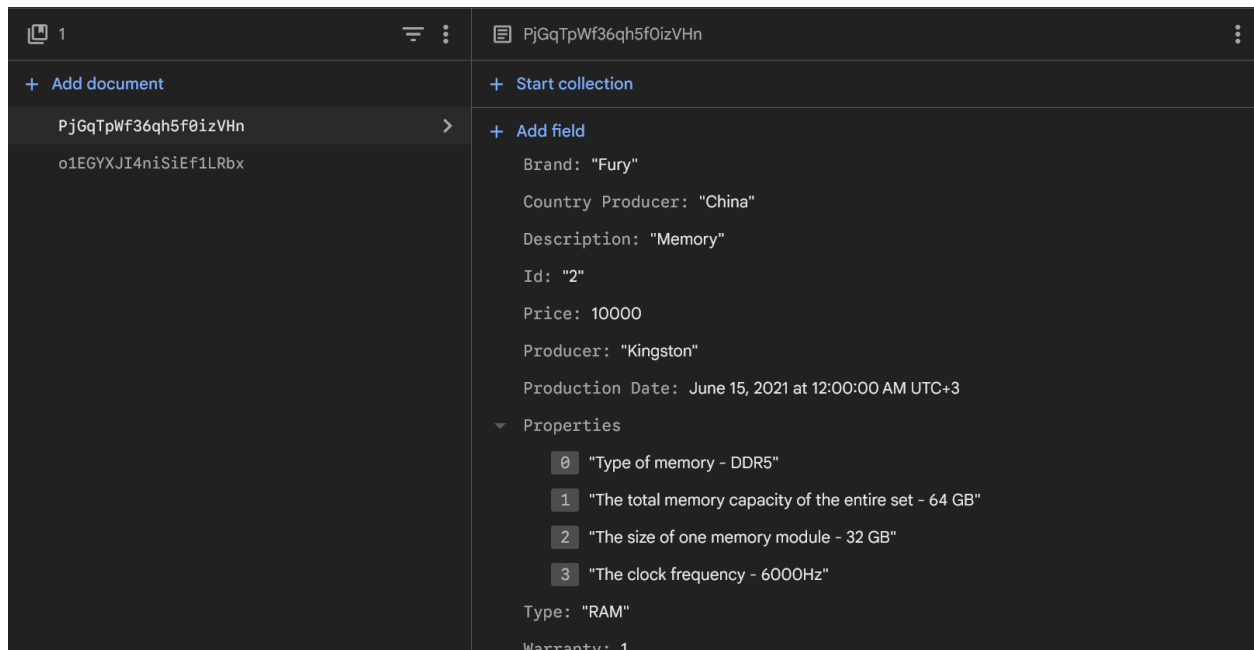 1
PjGqTpWf36qh5f0izVHn
+ Add document
+ Start collection
PjGqTpWf36qh5f0izVHn
o1EGYXJI4niSiEf1LRbx
+ Add field
Brand: "Fury"
Country Producer: "China"
Description: "Memory"
Id: "2"
Price: 10000
Producer: "Kingston"
Production Date: June 15, 2021 at 12:00:00 AM UTC+3
Properties
0 "Type of memory - DDR5"
1 "The total memory capacity of the entire set - 64 GB"
2 "The size of one memory module - 32 GB"
3 "The clock frequency - 6000Hz"
Type: "RAM"
Warranty: 1